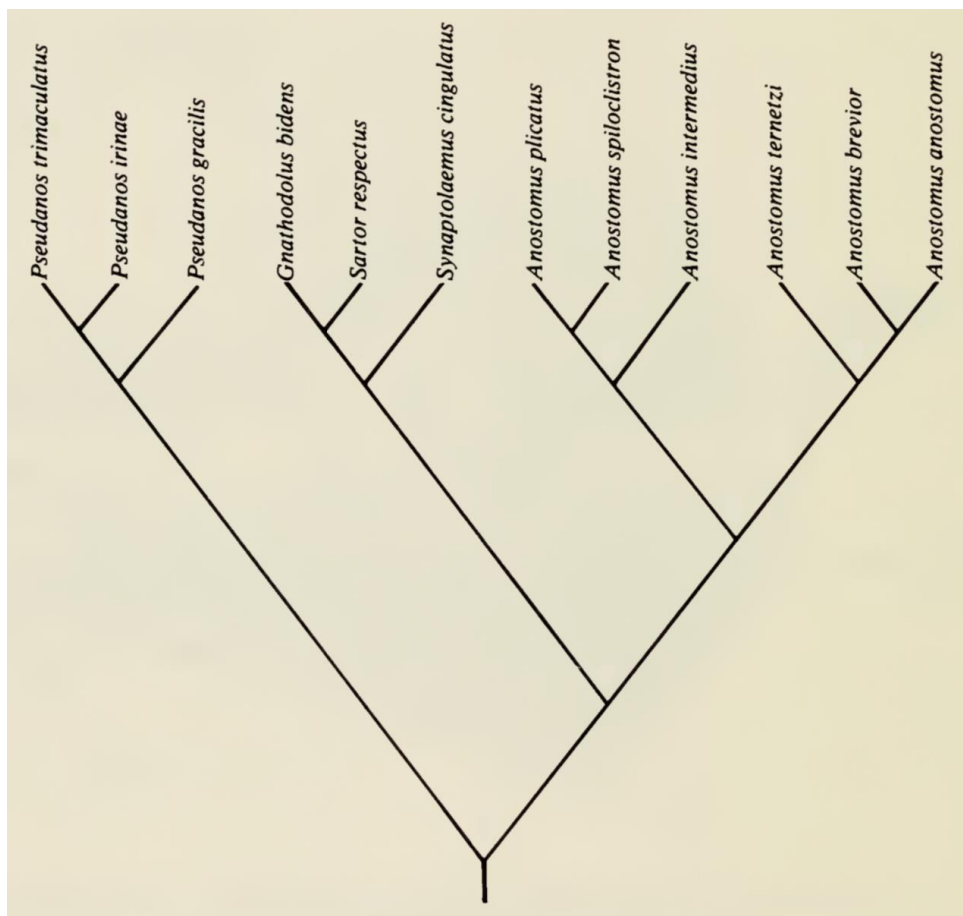 Pseudanos trimaculatus
Pseudanos irinae
Pseudanos gracilis
Gnathodolus bidens
Sartor respectus
Synaptolaemus cingulatus
Anostomus plicatus
Anostomus spiloclistron
Anostomus intermedius
Anostomus ternetzi
Anostomus brevior
Anostomus anostomus